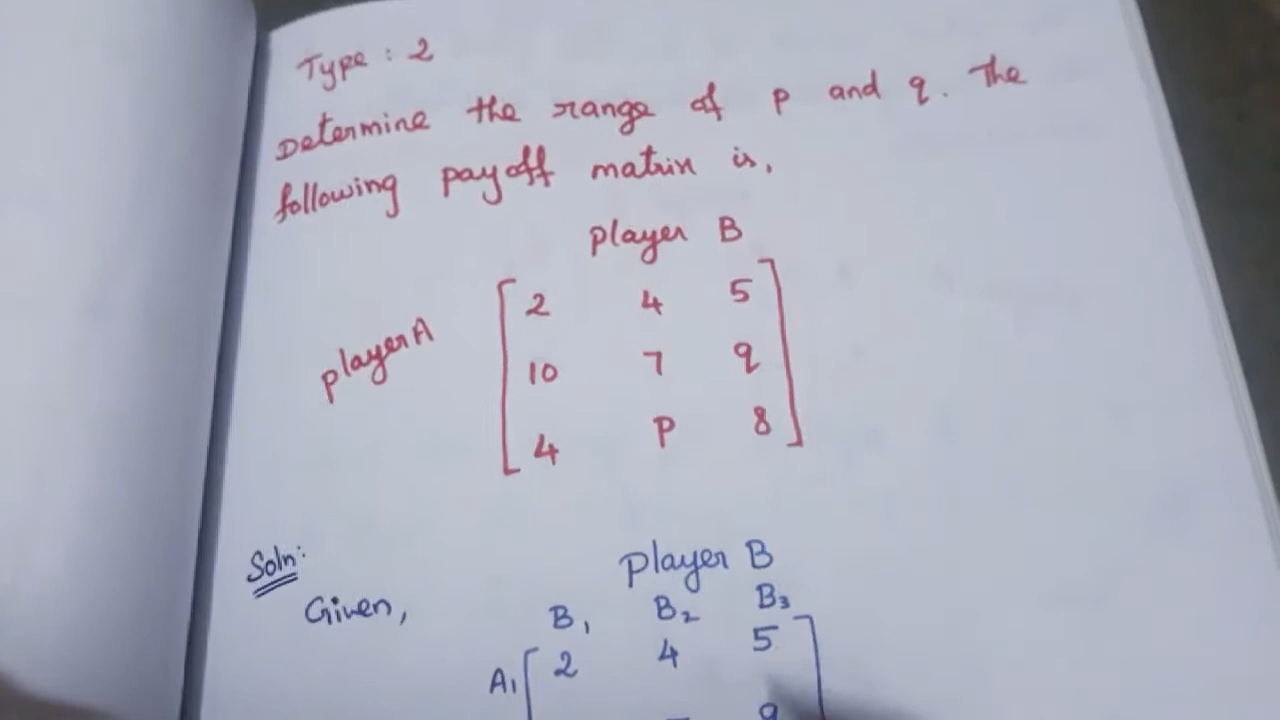 Type : 2
Determine the range of p and q. The
following payoff matrix is,
player B
2 4 5
player A
10 7 q
4 P 8
Soln:
Player B
Given,
B1 B2 B3
A1 2 4 5
q